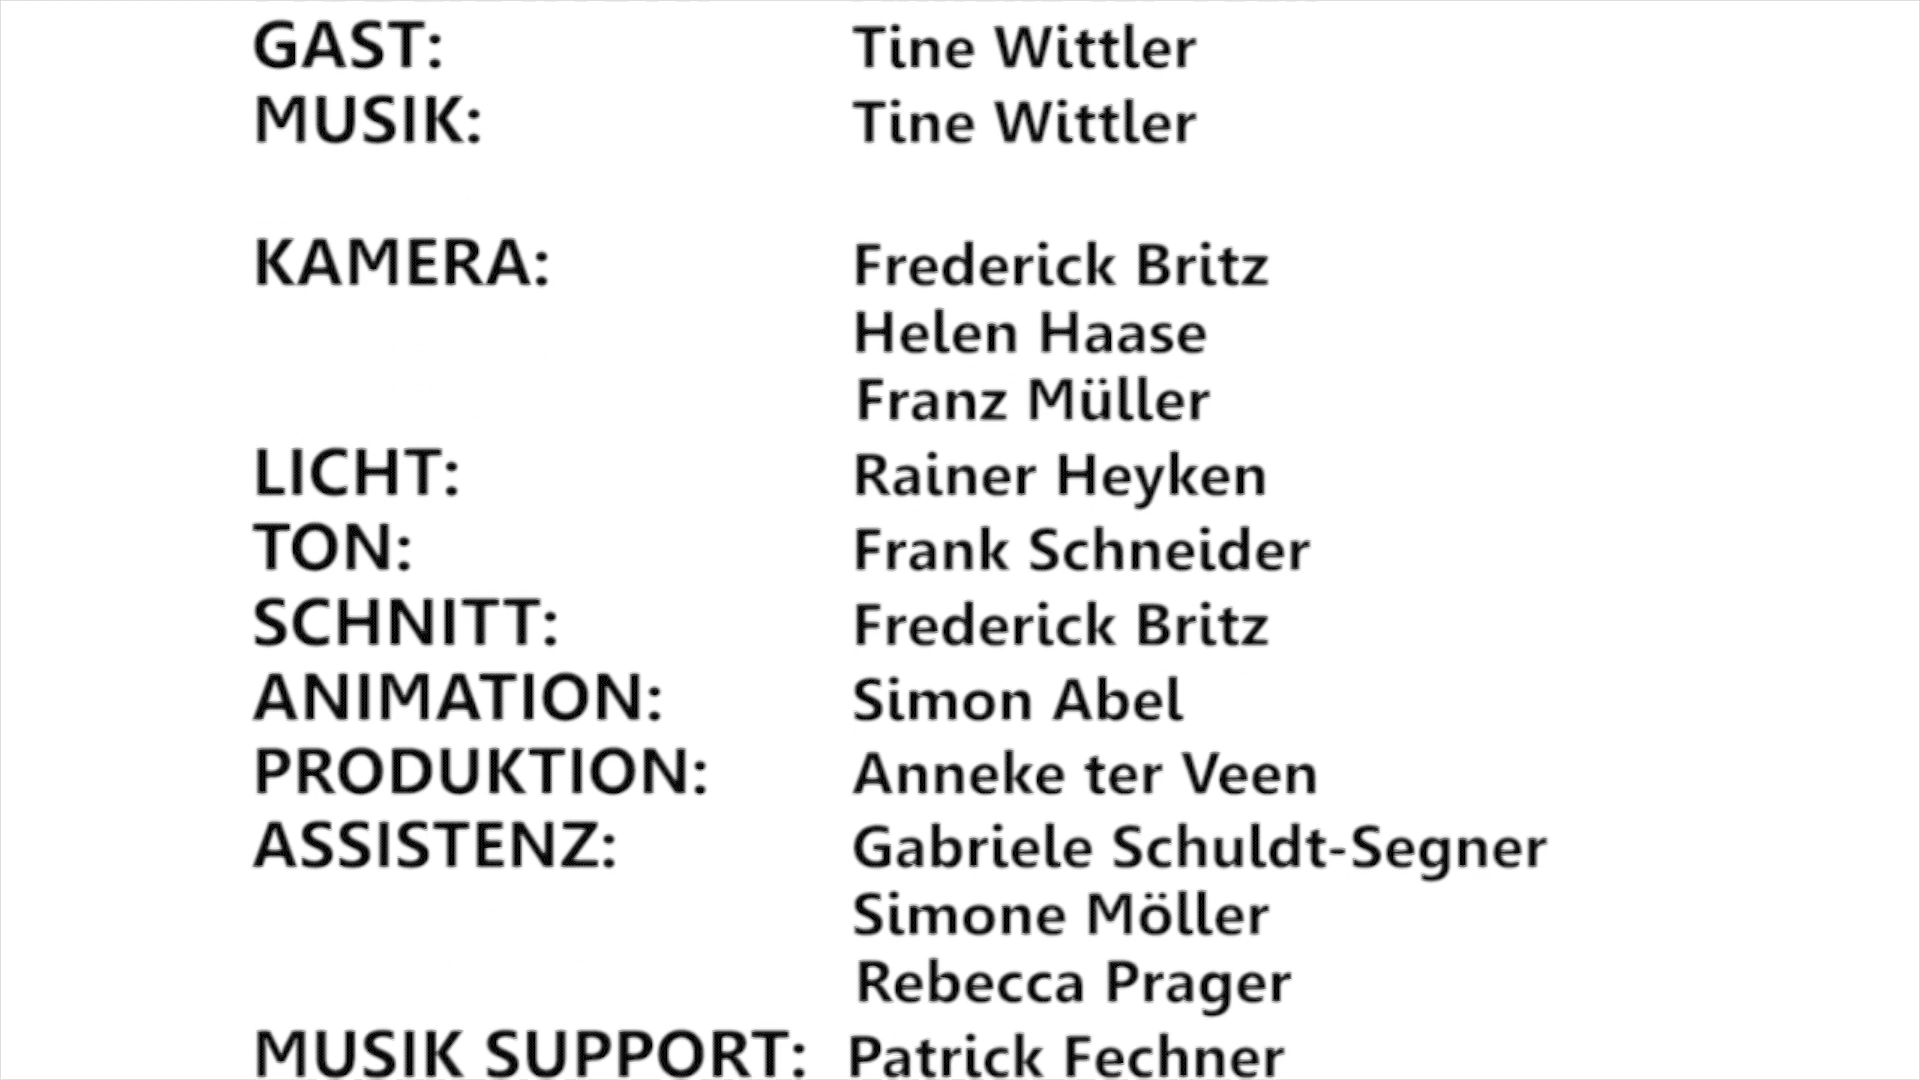 GAST: Tine Wittler
MUSIK: Tine Wittler
KAMERA: Frederick Britz
Helen Haase
Franz Müller
LICHT: Rainer Heyken
TON: Frank Schneider
SCHNITT: Frederick Britz
ANIMATION: Simon Abel
PRODUKTION: Anneke ter Veen
ASSISTENZ: Gabriele Schuldt-Segner
Simone Möller
Rebecca Prager
MUSIK SUPPORT: Patrick Fechner